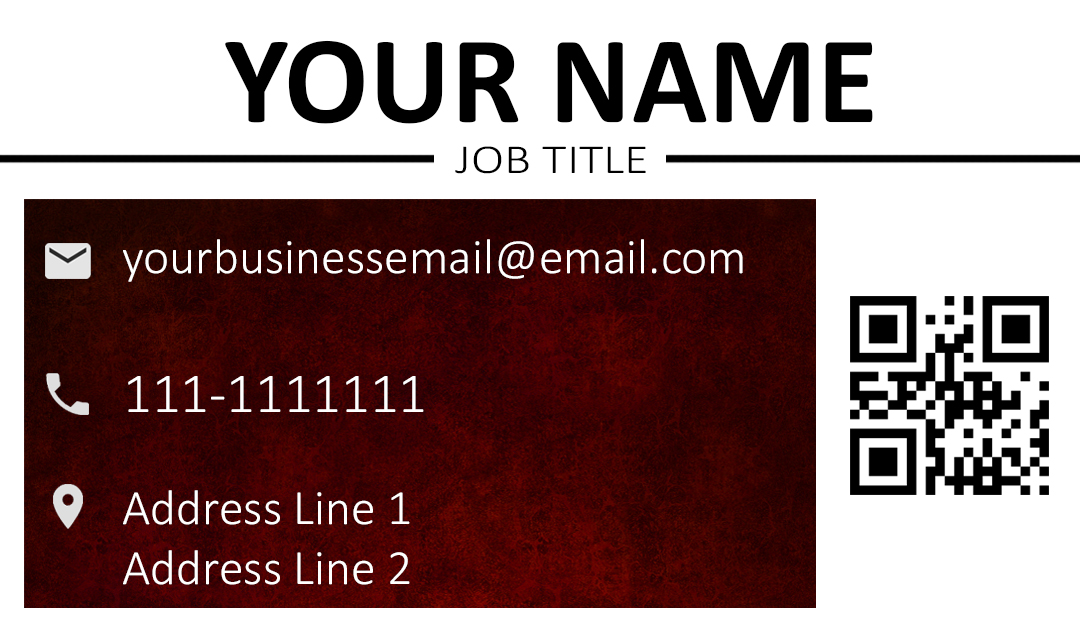 YOUR NAME
JOB TITLE
yourbusinessemail@email.com
111-1111111
Address Line 1
Address Line 2